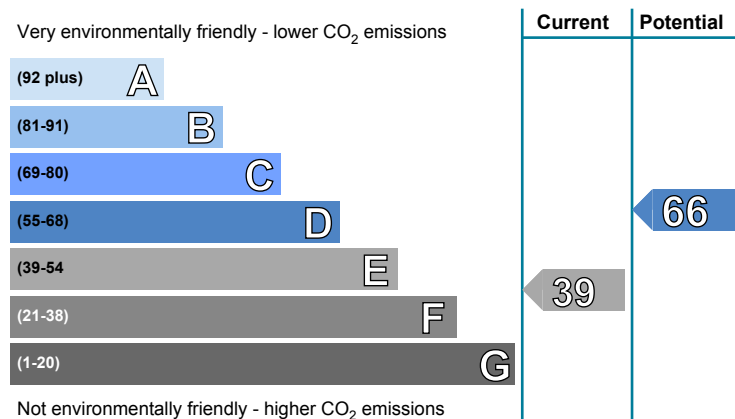 Current Potential
Very environmentally friendly - lower CO₂ emissions
(92 plus) A
(81-91) B
(69-80) C
(55-68) D
66
(39-54 E
39
(21-38) F
(1-20) G
Not environmentally friendly - higher CO₂ emissions